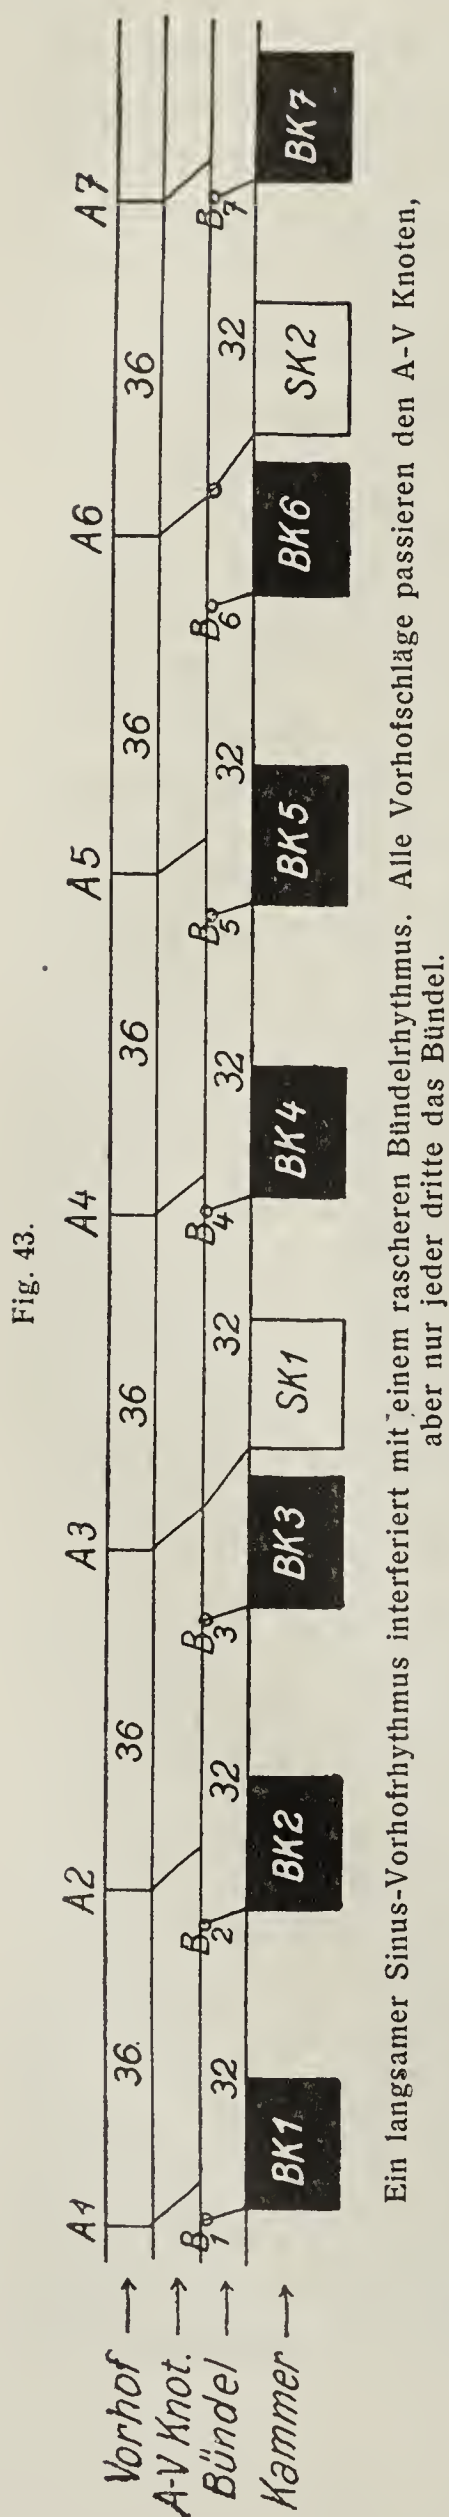 Fig. 43.
A1 A2 A3 A4 A5 A6 A7
Vorhof → 36. 36 36 36 36 36
A-V Knot. →
Bündel → B1 32 B2 32 B3 32 B4 32 B5 32 B6 32 B7
Kammer → BK1 BK2 BK3 SK1 BK4 BK5 BK6 SK2 BK7
Ein langsamer Sinus-Vorhofrhythmus interferiert mit einem rascheren Bündelrhythmus. Alle Vorhofschläge passieren den A-V Knoten,
aber nur jeder dritte das Bündel.